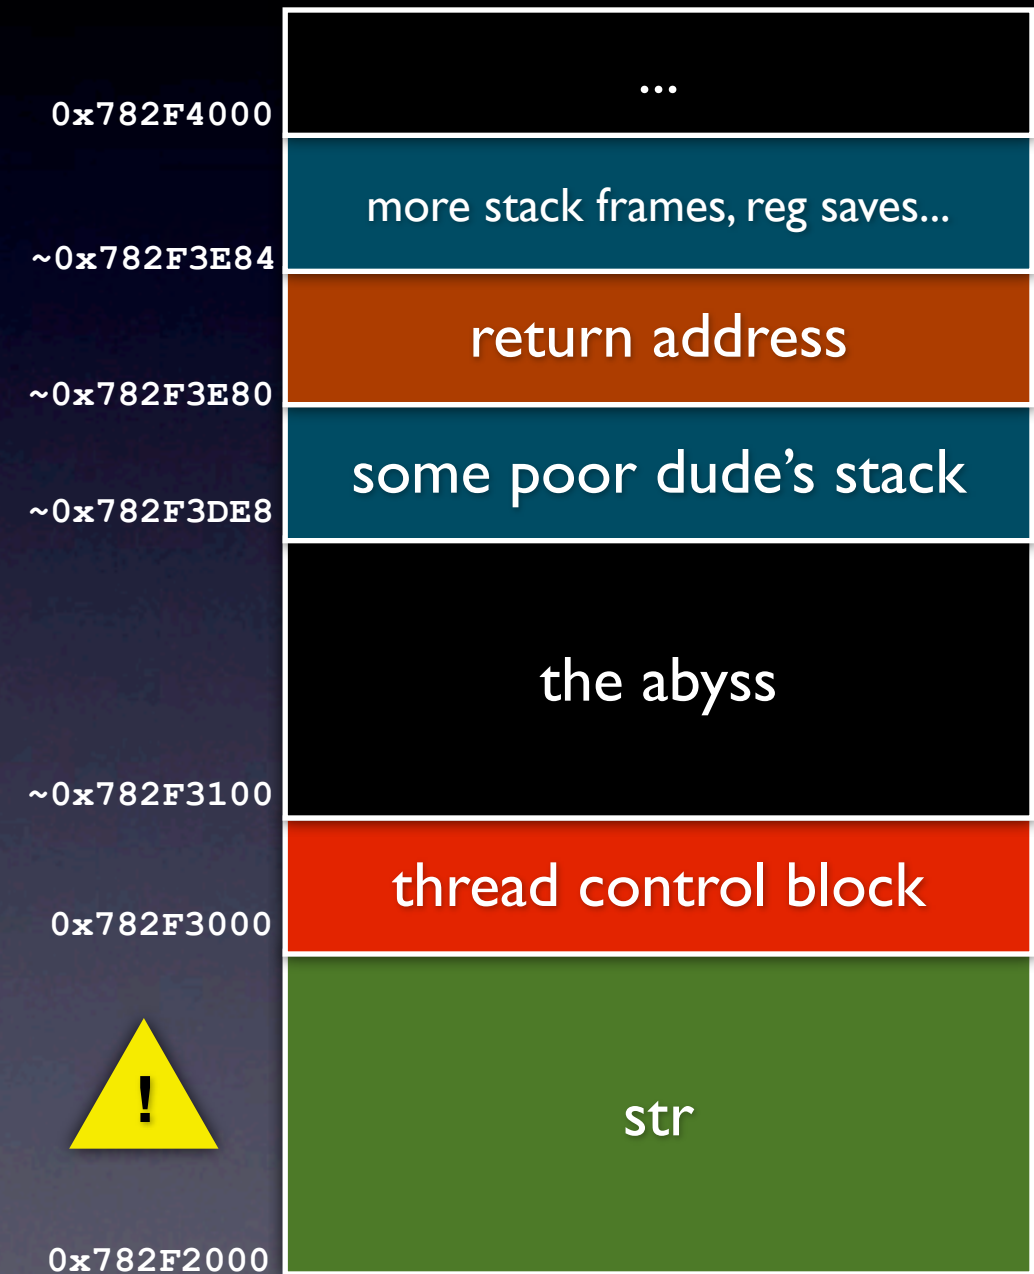 ...
0x782F4000
more stack frames, reg saves...
~0x782F3E84
return address
~0x782F3E80
some poor dude’s stack
~0x782F3DE8
the abyss
~0x782F3100
thread control block
0x782F3000
!
str
0x782F2000